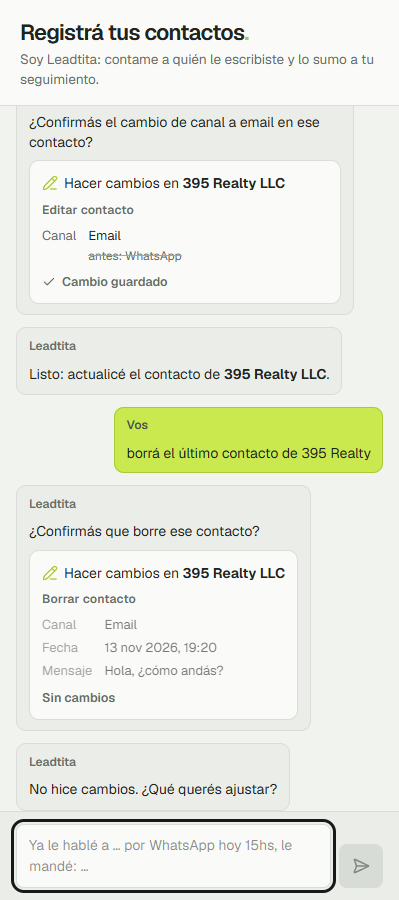 Registrá tus contactos.
Soy Leadtita: contame a quién le escribiste y lo sumo a tu
seguimiento.
¿Confirmás el cambio de canal a email en ese
contacto?
Hacer cambios en 395 Realty LLC
Editar contacto
Canal Email
antes: WhatsApp
Cambio guardado
Leadtita
Listo: actualicé el contacto de 395 Realty LLC.
Vos
borrá el último contacto de 395 Realty
Leadtita
¿Confirmás que borre ese contacto?
Hacer cambios en 395 Realty LLC
Borrar contacto
Canal Email
Fecha 13 nov 2026, 19:20
Mensaje Hola, ¿cómo andás?
Sin cambios
Leadtita
No hice cambios. ¿Qué querés ajustar?
Ya le hablé a … por WhatsApp hoy 15hs, le
mandé: …